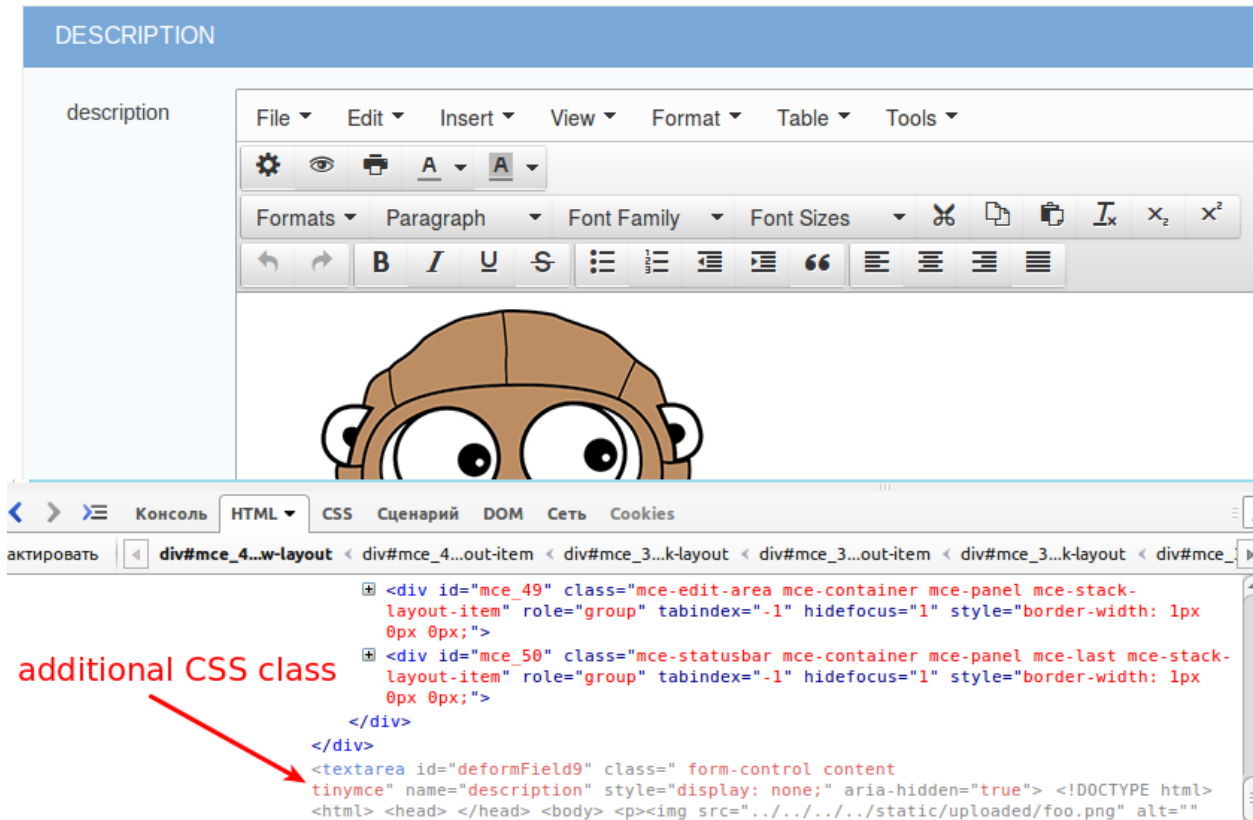 DESCRIPTION
description
File Edit Insert View Format Table Tools
A A
Formats Paragraph Font Family Font Sizes Ix x₂ x²
B I U S 1 2 3 “
Консоль HTML CSS Сценарий DOM Сеть Cookies
актировать div#mce_4...w-layout < div#mce_4...out-item < div#mce_3...k-layout < div#mce_3...out-item < div#mce_3...k-layout < div#mce_
<div id="mce_49" class="mce-edit-area mce-container mce-panel mce-stack-
layout-item" role="group" tabindex="-1" hidefocus="1" style="border-width: 1px
0px 0px;">
<div id="mce_50" class="mce-statusbar mce-container mce-panel mce-last mce-stack-
additional CSS class
layout-item" role="group" tabindex="-1" hidefocus="1" style="border-width: 1px
0px 0px;">
</div>
</div>
<textarea id="deformField9" class=" form-control content
tinymce" name="description" style="display: none;" aria-hidden="true"> <!DOCTYPE html>
<html> <head> </head> <body> <p><img src="../../../../static/uploaded/foo.png" alt=""